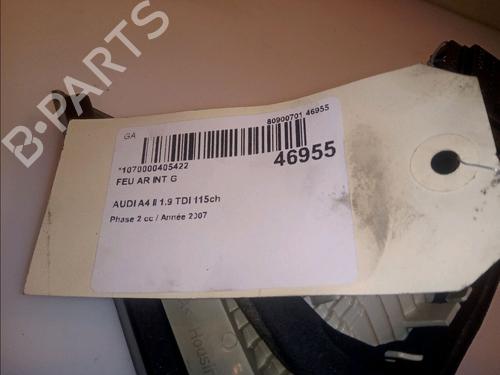 B-PARTS
GA
80900701 46955
*1070000405422
46955
FEU AR INT G
AUDI A4 II 1.9 TDI 115ch
Phase 2 cc / Année 2007
Housin